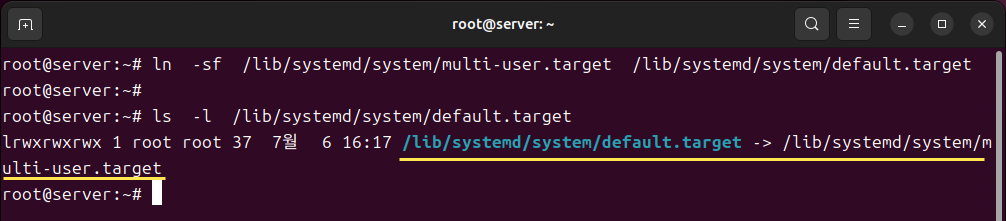 root@server: ~
root@server:~# ln  -sf  /lib/systemd/system/multi-user.target  /lib/systemd/system/default.target
root@server:~#
root@server:~# ls  -l  /lib/systemd/system/default.target
lrwxrwxrwx 1 root root 37  7월  6 16:17 /lib/systemd/system/default.target -> /lib/systemd/system/m
ulti-user.target
root@server:~#